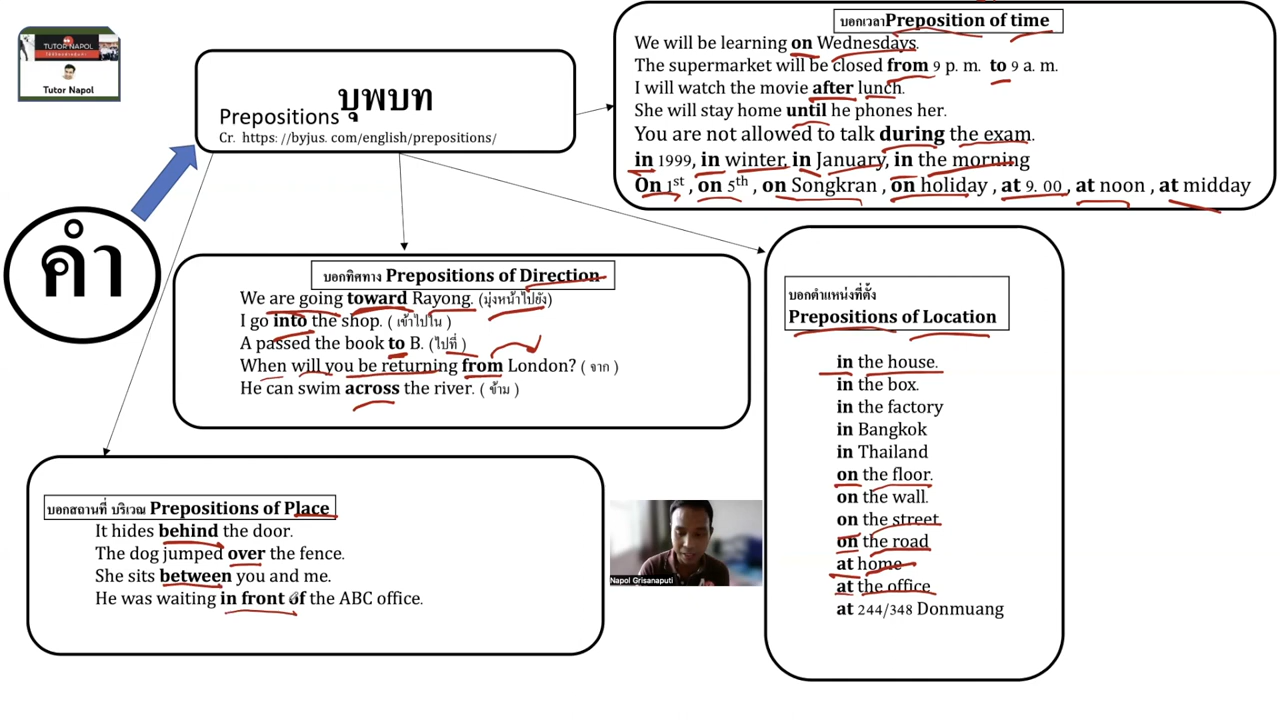 TUTOR NAPOL
Tutor Napol
บุพบท
Prepositions
Cr. https://byjus.com/english/prepositions/
คำ
บอกเวลาPreposition of time
We will be learning on Wednesdays.
The supermarket will be closed from 9 p. m. to 9 a. m.
I will watch the movie after lunch.
She will stay home until he phones her.
You are not allowed to talk during the exam.
in 1999, in winter, in January, in the morning
On 1st , on 5th , on Songkran , on holiday , at 9. 00 , at noon , at midday
บอกทิศทาง Prepositions of Direction
We are going toward Rayong. (มุ่งหน้าไปยัง)
I go into the shop. ( เข้าไปใน )
A passed the book to B. (ไปที่ )
When will you be returning from London? ( จาก )
He can swim across the river. ( ข้าม )
บอกตำแหน่งที่ตั้ง
Prepositions of Location
in the house.
in the box.
in the factory
in Bangkok
in Thailand
on the floor.
on the wall.
on the street
on the road
at home
at the office
at 244/348 Donmuang
บอกสถานที่ บริเวณ Prepositions of Place
It hides behind the door.
The dog jumped over the fence.
She sits between you and me.
He was waiting in front of the ABC office.
Napol Grisanaputi